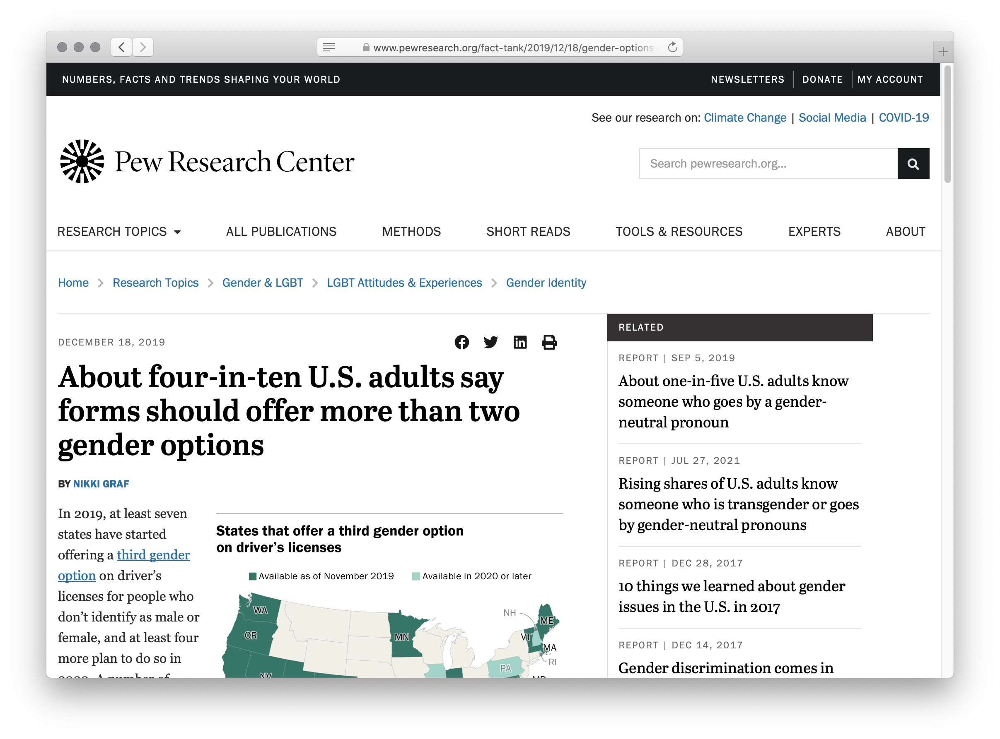 www.pewresearch.org/fact-tank/2019/12/18/gender-options-
NUMBERS, FACTS AND TRENDS SHAPING YOUR WORLD
NEWSLETTERS
DONATE
MY ACCOUNT
See our research on: Climate Change | Social Media | COVID-19
Pew Research Center
Search pewresearch.org...
RESEARCH TOPICS
ALL PUBLICATIONS
METHODS
SHORT READS
TOOLS & RESOURCES
EXPERTS
ABOUT
Home
Research Topics
Gender & LGBT
LGBT Attitudes & Experiences
Gender Identity
DECEMBER 18, 2019
About four-in-ten U.S. adults say
forms should offer more than two
gender options
BY NIKKI GRAF
In 2019, at least seven
states have started
offering a third gender
option on driver’s
licenses for people who
don’t identify as male or
female, and at least four
more plan to do so in
2020. A number of
States that offer a third gender option
on driver’s licenses
Available as of November 2019
Available in 2020 or later
WA
OR
NV
MN
NH
ME
VT
MA
RI
PA
MD
RELATED
REPORT | SEP 5, 2019
About one-in-five U.S. adults know
someone who goes by a gender-
neutral pronoun
REPORT | JUL 27, 2021
Rising shares of U.S. adults know
someone who is transgender or goes
by gender-neutral pronouns
REPORT | DEC 28, 2017
10 things we learned about gender
issues in the U.S. in 2017
REPORT | DEC 14, 2017
Gender discrimination comes in